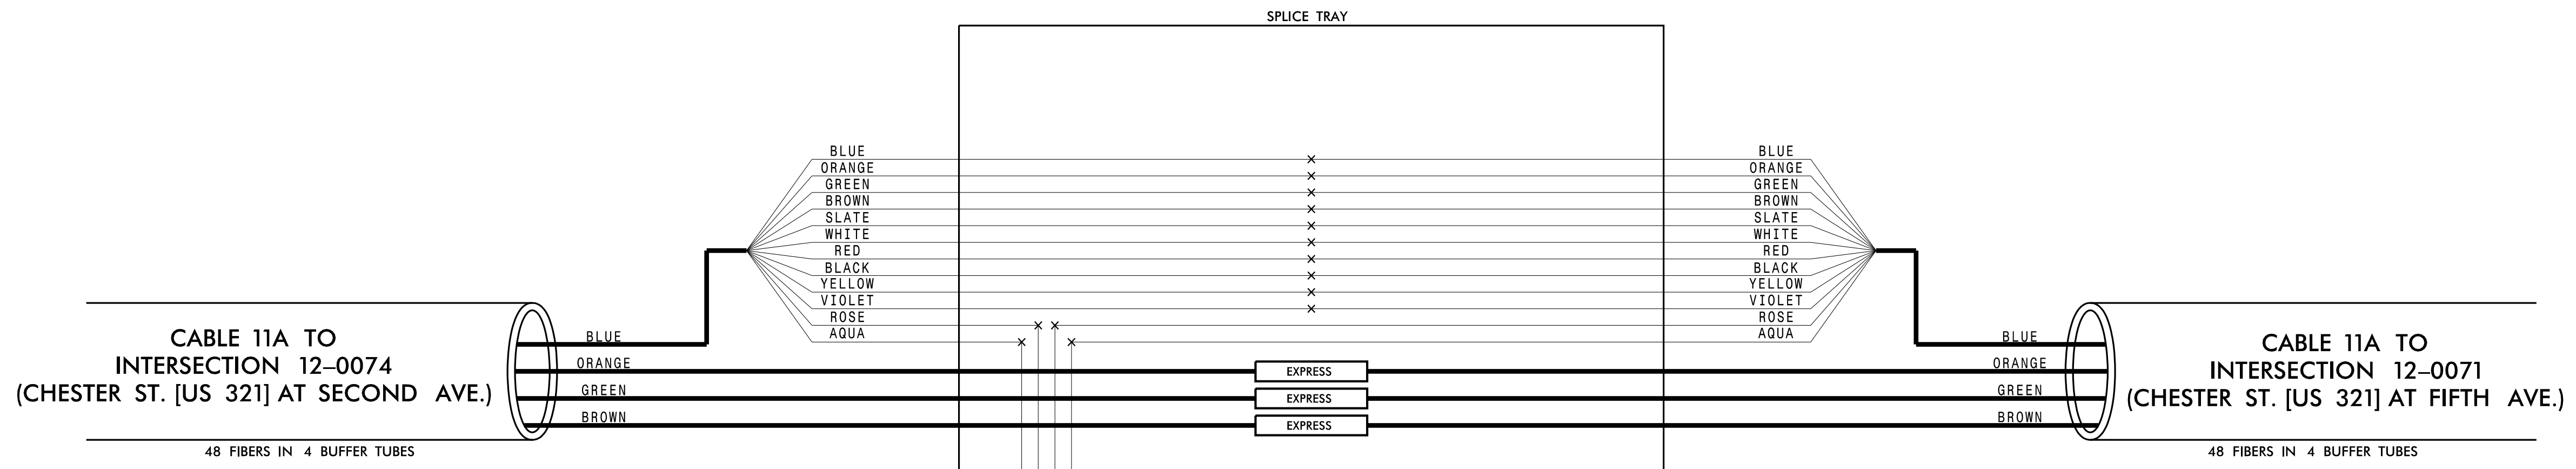 SPLICE TRAY
BLUE BLUE
ORANGE ORANGE
GREEN GREEN
BROWN BROWN
SLATE SLATE
WHITE WHITE
RED RED
BLACK BLACK
YELLOW YELLOW
VIOLET VIOLET
ROSE ROSE
AQUA AQUA
CABLE 11A TO
INTERSECTION 12-0074
(CHESTER ST. [US 321] AT SECOND AVE.)
48 FIBERS IN 4 BUFFER TUBES
BLUE
ORANGE
GREEN
BROWN
EXPRESS
EXPRESS
EXPRESS
BLUE
ORANGE
GREEN
BROWN
CABLE 11A TO
INTERSECTION 12-0071
(CHESTER ST. [US 321] AT FIFTH AVE.)
48 FIBERS IN 4 BUFFER TUBES